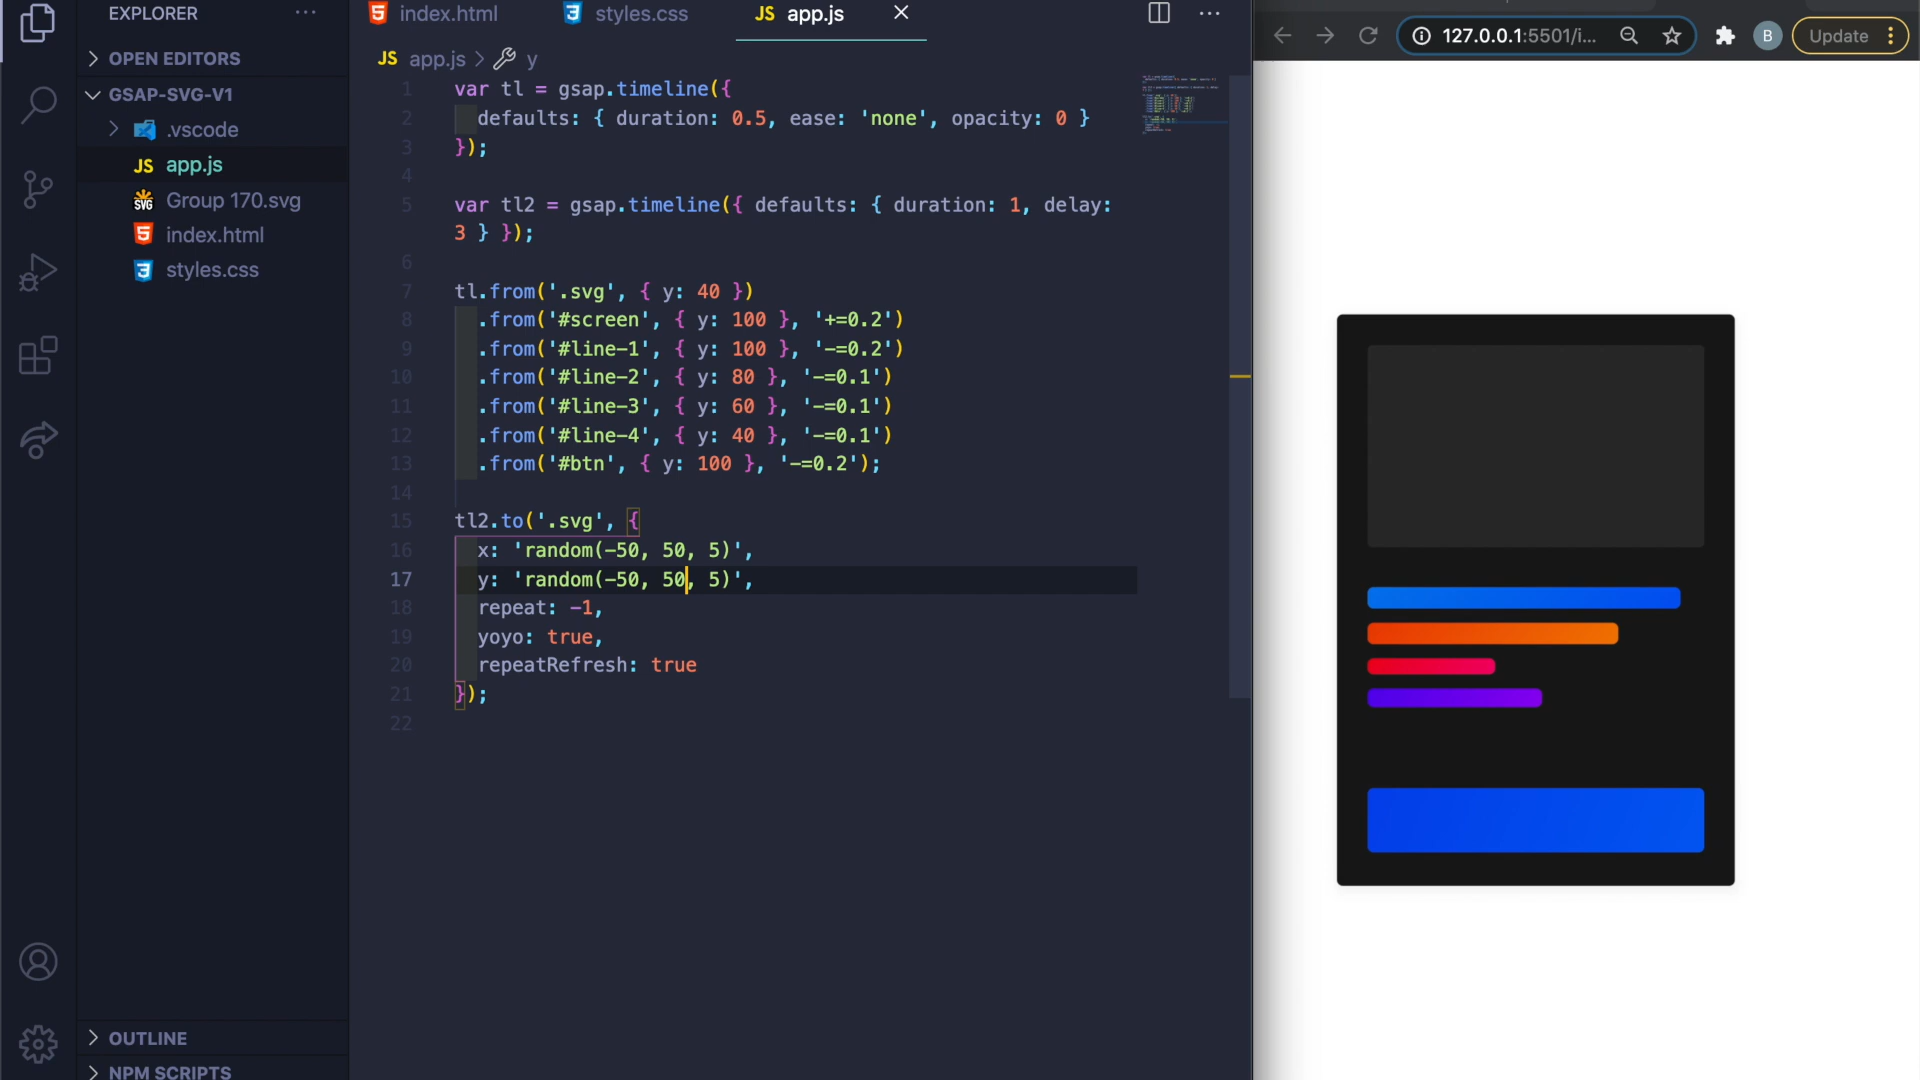 EXPLORER
OPEN EDITORS
GSAP-SVG-V1
.vscode
JS app.js
Group 170.svg
index.html
styles.css
OUTLINE
NPM SCRIPTS
index.html
styles.css
JS app.js
JS app.js > y
1 var tl = gsap.timeline({
2 defaults: { duration: 0.5, ease: 'none', opacity: 0 }
3 });
4
5 var tl2 = gsap.timeline({ defaults: { duration: 1, delay:
3 } });
6
7 tl.from('.svg', { y: 40 })
8 .from('#screen', { y: 100 }, '+=0.2')
9 .from('#line-1', { y: 100 }, '-=0.2')
10 .from('#line-2', { y: 80 }, '-=0.1')
11 .from('#line-3', { y: 60 }, '-=0.1')
12 .from('#line-4', { y: 40 }, '-=0.1')
13 .from('#btn', { y: 100 }, '-=0.2');
14
15 tl2.to('.svg', {
16 x: 'random(-50, 50, 5)',
17 y: 'random(-50, 50, 5)',
18 repeat: -1,
19 yoyo: true,
20 repeatRefresh: true
21 });
22
127.0.0.1:5501/i...
B
Update